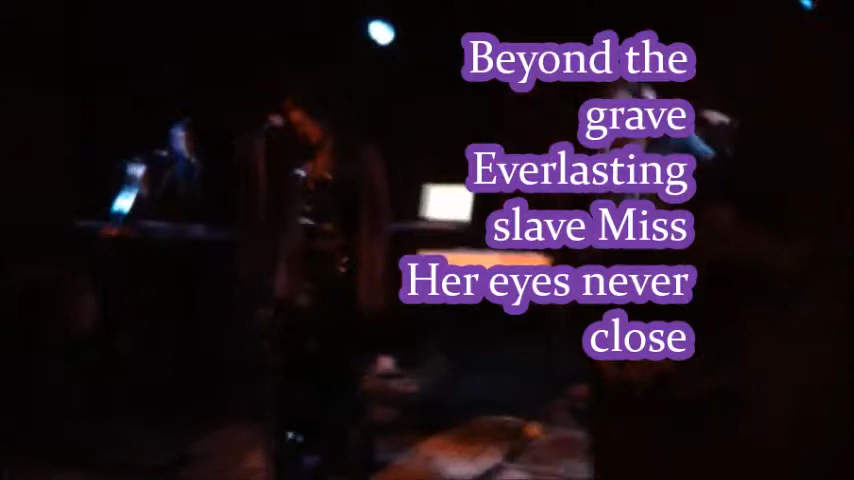 Beyond the
grave
Everlasting
slave Miss
Her eyes never
close